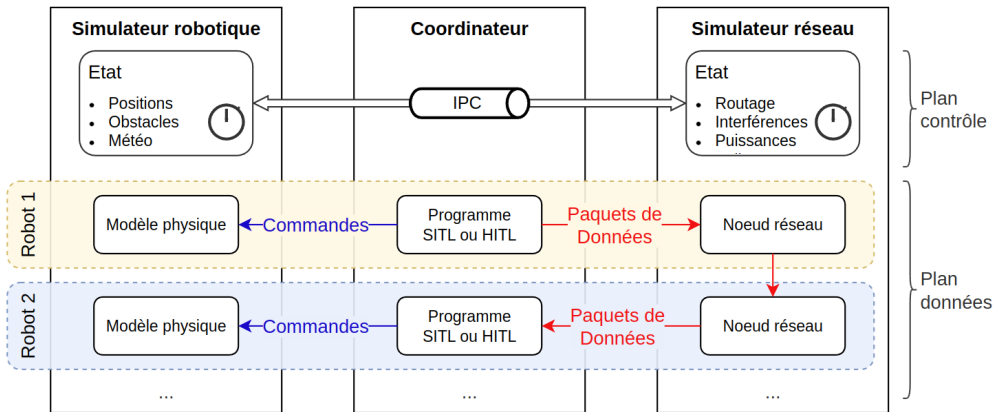 Simulateur robotique
Coordinateur
Simulateur réseau
Etat
• Positions
• Obstacles
• Météo
IPC
Etat
• Routage
• Interférences
• Puissances
Plan
contrôle
Robot 1
Modèle physique
Commandes
Programme
SITL ou HITL
Paquets de
Données
Noeud réseau
Robot 2
Modèle physique
Commandes
Programme
SITL ou HITL
Paquets de
Données
Noeud réseau
Plan
données
...
...
...